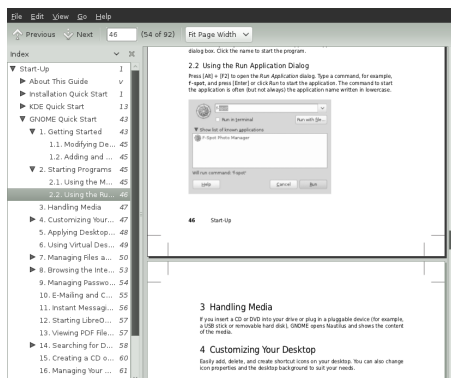 File Edit View Go Help
Previous Next 46 (54 of 92) Fit Page Width
Index
Start-Up 1
About This Guide v
Installation Quick Start 1
KDE Quick Start 13
GNOME Quick Start 43
1. Getting Started 43
1.1. Modifying De... 45
1.2. Adding and ... 45
2. Starting Programs 45
2.1. Using the M... 45
2.2. Using the Ru... 46
3. Handling Media 47
4. Customizing Your... 47
5. Applying Desktop... 48
6. Using Virtual Des... 49
7. Managing Files a... 50
8. Browsing the Inte... 53
9. Managing Passwo... 54
10. E-Mailing and C... 55
11. Instant Messagi... 56
12. Starting LibreO... 57
13. Viewing PDF File... 57
14. Searching for D... 58
15. Creating a CD o... 60
16. Managing Your ... 61
dialog box. Click the name to start the program.
2.2 Using the Run Application Dialog
Press [Alt] + [F2] to open the Run Application dialog. Type a command, for example,
f-spot, and press [Enter] or click Run to start the application. The command to start
the application is often (but not always) the application name written in lowercase.
f-spot
Run in terminal Run with file...
Show list of known applications
F-Spot Photo Manager
Will run command: 'f-spot'
Help Cancel Run
46 Start-Up
3 Handling Media
If you insert a CD or DVD into your drive or plug in a pluggable device (for example,
a USB stick or removable hard disk), GNOME opens Nautilus and shows the content
of the media.
4 Customizing Your Desktop
Easily add, delete, and create shortcut icons on your desktop. You can also change
icon properties and the desktop background to suit your needs.